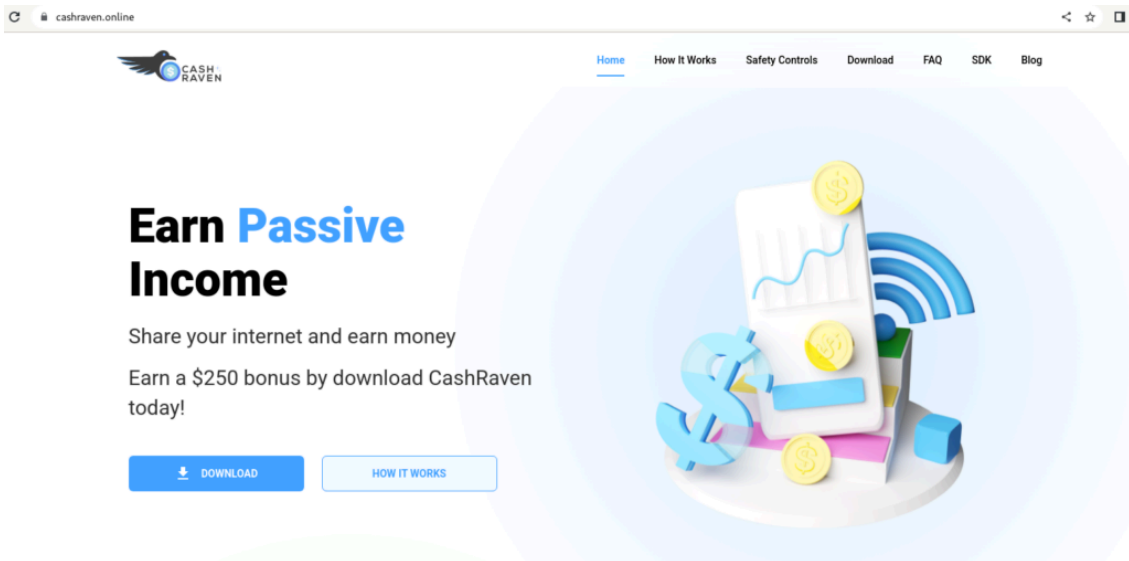 cashraven.online
CASH
RAVEN
Home How It Works Safety Controls Download FAQ SDK Blog
Earn Passive
Income
Share your internet and earn money
Earn a $250 bonus by download CashRaven
today!
DOWNLOAD HOW IT WORKS